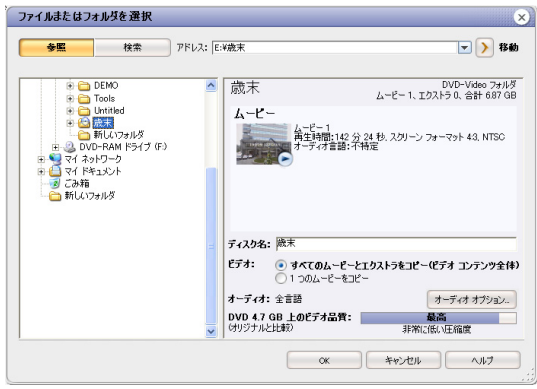 ファイルまたはフォルダを選択
参照 検索 アドレス: E:¥歳末 移動
DEMO
Tools
Untitled
歳末
新しいフォルダ
DVD-RAM ドライブ (F:)
マイ ネットワーク
マイ ドキュメント
ごみ箱
新しいフォルダ
歳末
DVD-Video フォルダ
ムービー 1、エクストラ 0、合計 6.87 GB
ムービー
ムービー 1
再生時間:142 分 24 秒、スクリーン フォーマット 4:3、NTSC
オーディオ言語:不特定
ディスク名: 歳末
ビデオ: すべてのムービーとエクストラをコピー(ビデオ コンテンツ全体)
1 つのムービーをコピー
オーディオ: 全言語 オーディオ オプション...
DVD 4.7 GB 上のビデオ品質: 最高
(オリジナルと比較) 非常に低い圧縮度
OK キャンセル ヘルプ